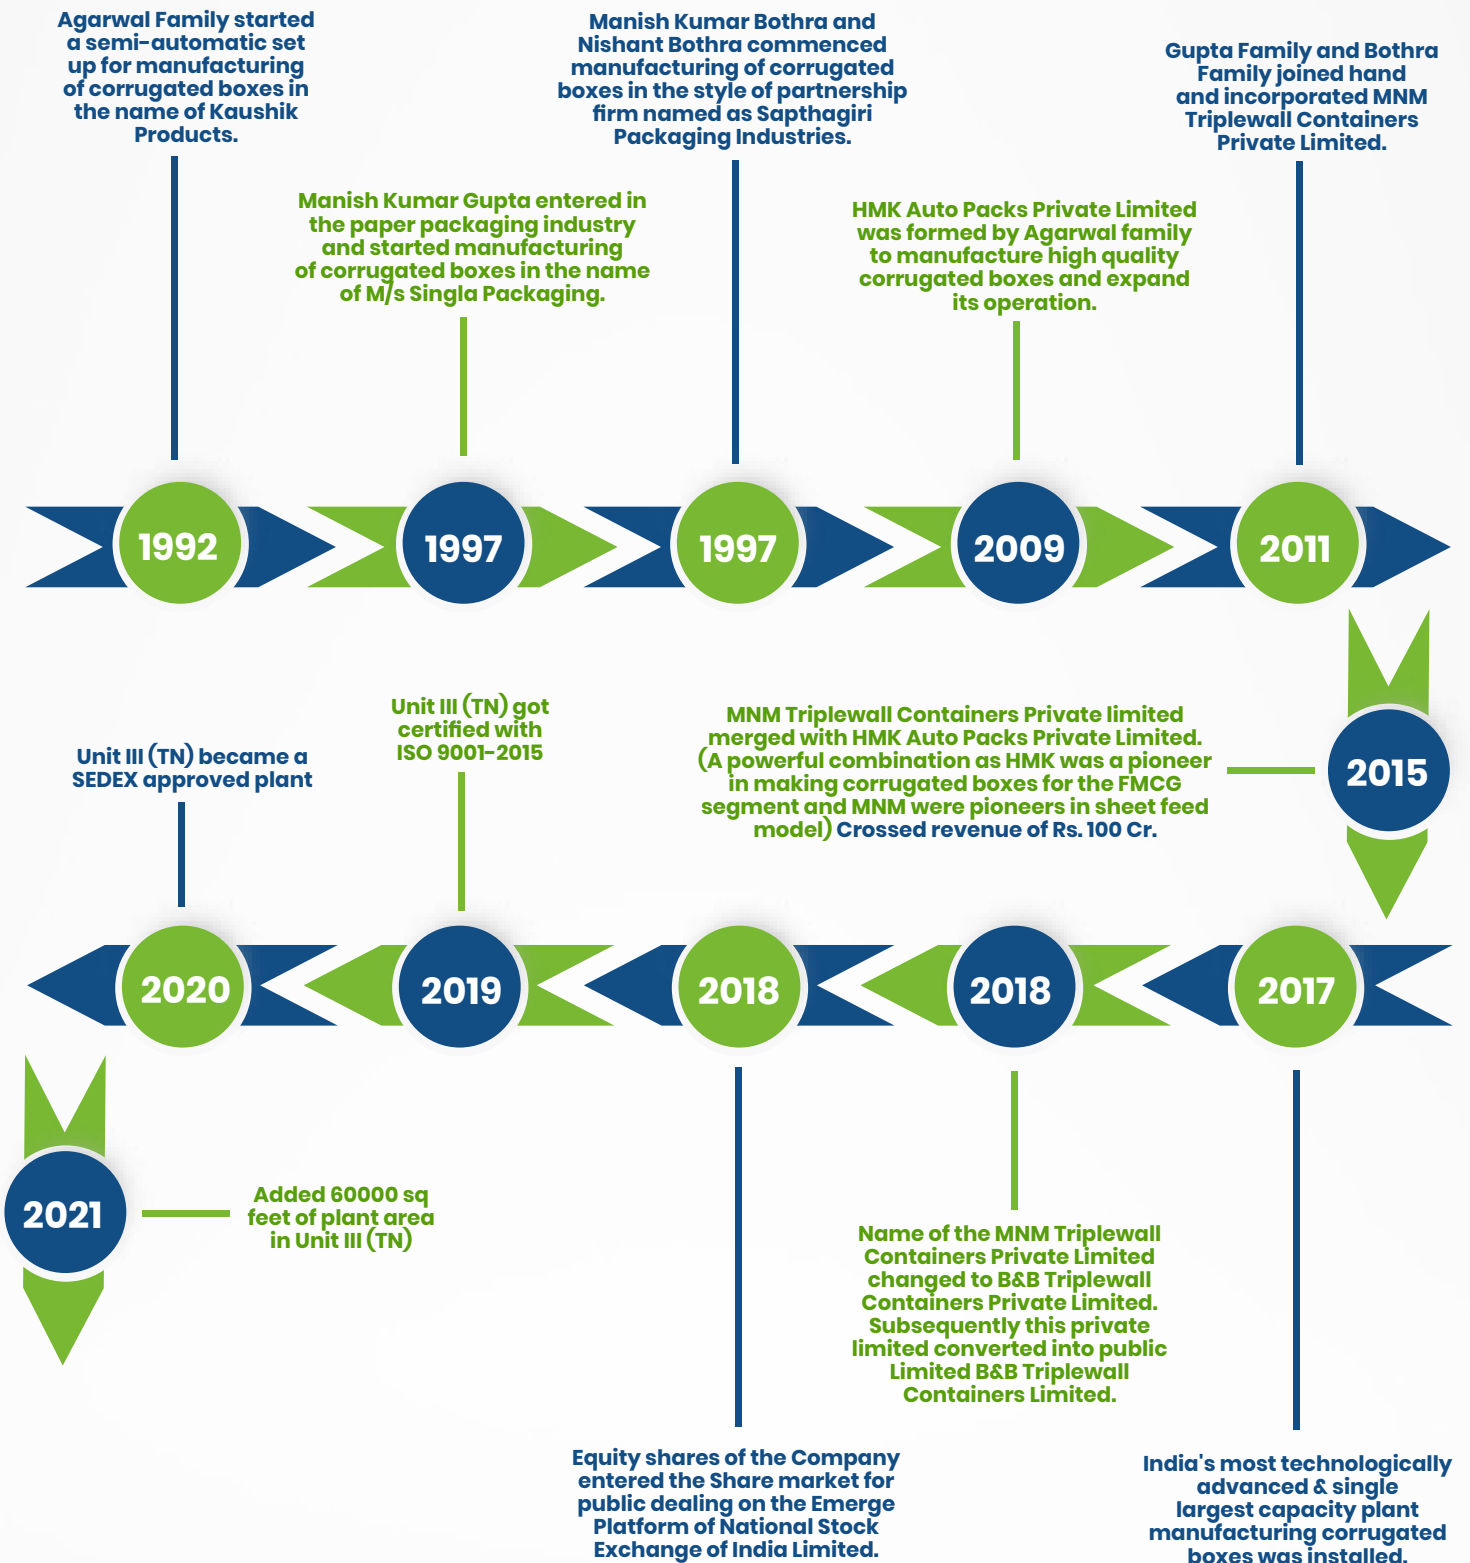 Agarwal Family started
a semi-automatic set
up for manufacturing
of corrugated boxes in
the name of Kaushik
Products.
1992
Manish Kumar Gupta entered in
the paper packaging industry
and started manufacturing
of corrugated boxes in the name
of M/s Singla Packaging.
1997
Manish Kumar Bothra and
Nishant Bothra commenced
manufacturing of corrugated
boxes in the style of partnership
firm named as Sapthagiri
Packaging Industries.
1997
HMK Auto Packs Private Limited
was formed by Agarwal family
to manufacture high quality
corrugated boxes and expand
its operation.
2009
Gupta Family and Bothra
Family joined hand
and incorporated MNM
Triplewall Containers
Private Limited.
2011
MNM Triplewall Containers Private limited
merged with HMK Auto Packs Private Limited.
(A powerful combination as HMK was a pioneer
in making corrugated boxes for the FMCG
segment and MNM were pioneers in sheet feed
model) Crossed revenue of Rs. 100 Cr.
2015
2017
India's most technologically
advanced & single
largest capacity plant
manufacturing corrugated
boxes was installed.
2018
Name of the MNM Triplewall
Containers Private Limited
changed to B&B Triplewall
Containers Private Limited.
Subsequently this private
limited converted into public
Limited B&B Triplewall
Containers Limited.
2018
Equity shares of the Company
entered the Share market for
public dealing on the Emerge
Platform of National Stock
Exchange of India Limited.
Unit III (TN) got
certified with
ISO 9001-2015
2019
Unit III (TN) became a
SEDEX approved plant
2020
2021
Added 60000 sq
feet of plant area
in Unit III (TN)